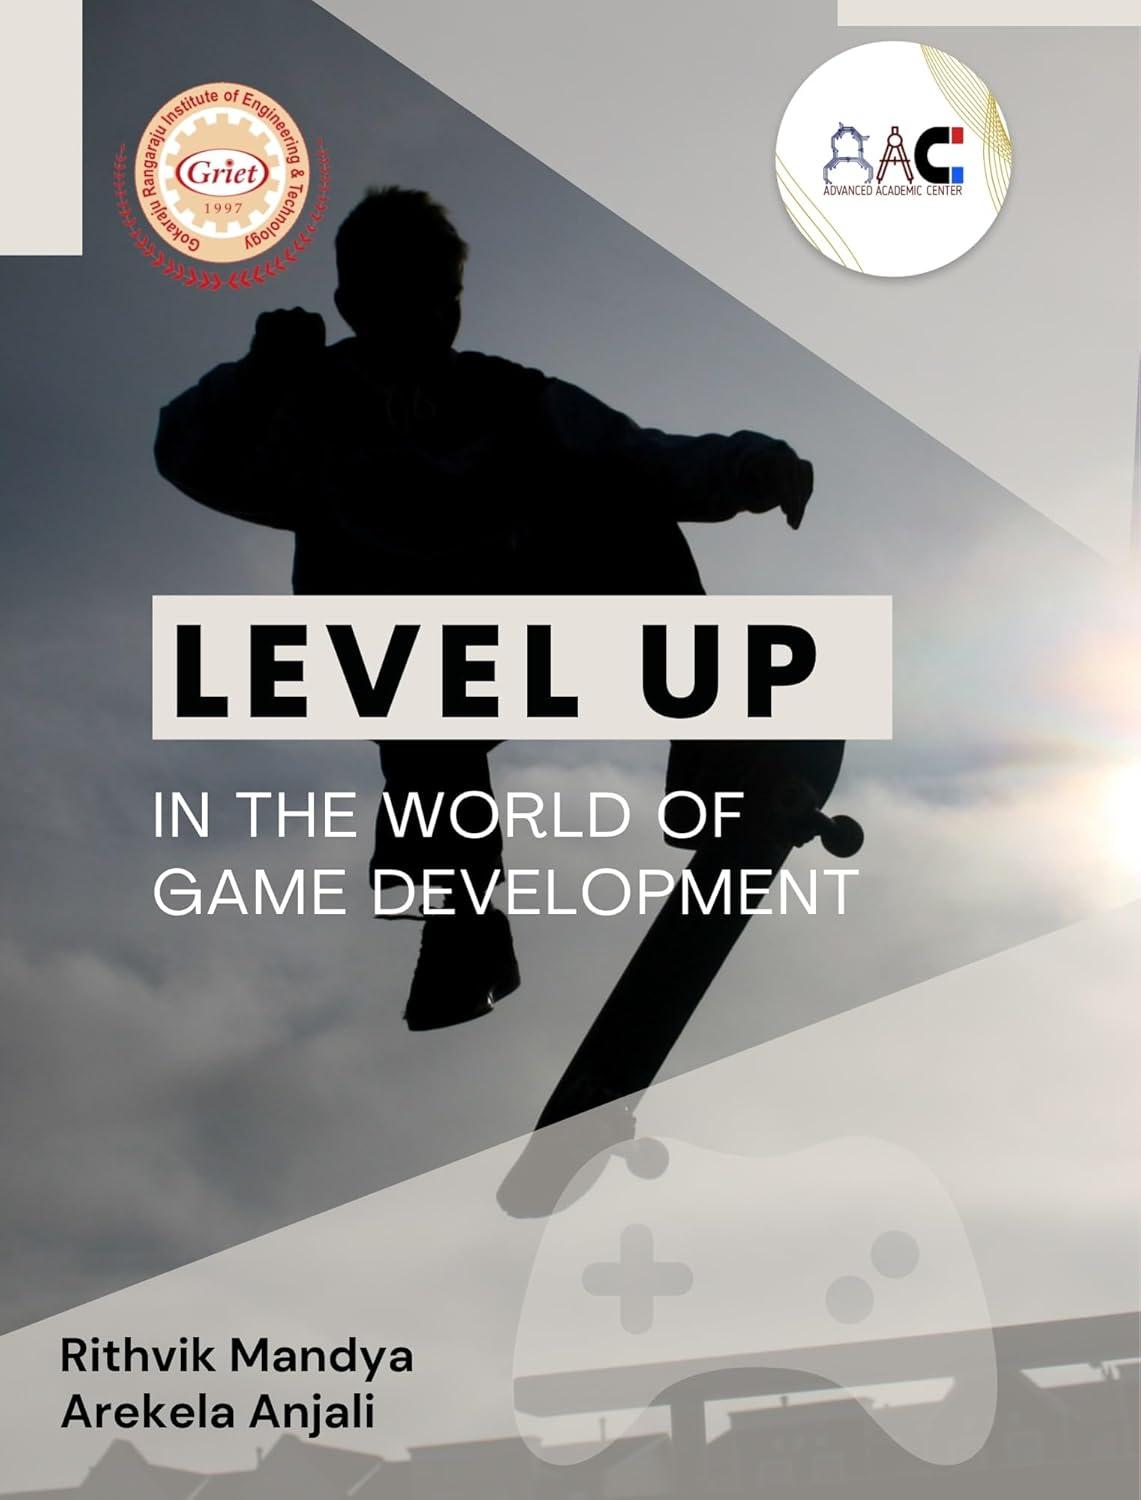 Gokaraju Rangaraju Institute of Engineering & Technology
Griet
1997
AAC
ADVANCED ACADEMIC CENTER
LEVEL UP
IN THE WORLD OF
GAME DEVELOPMENT
Rithvik Mandya
Arekela Anjali